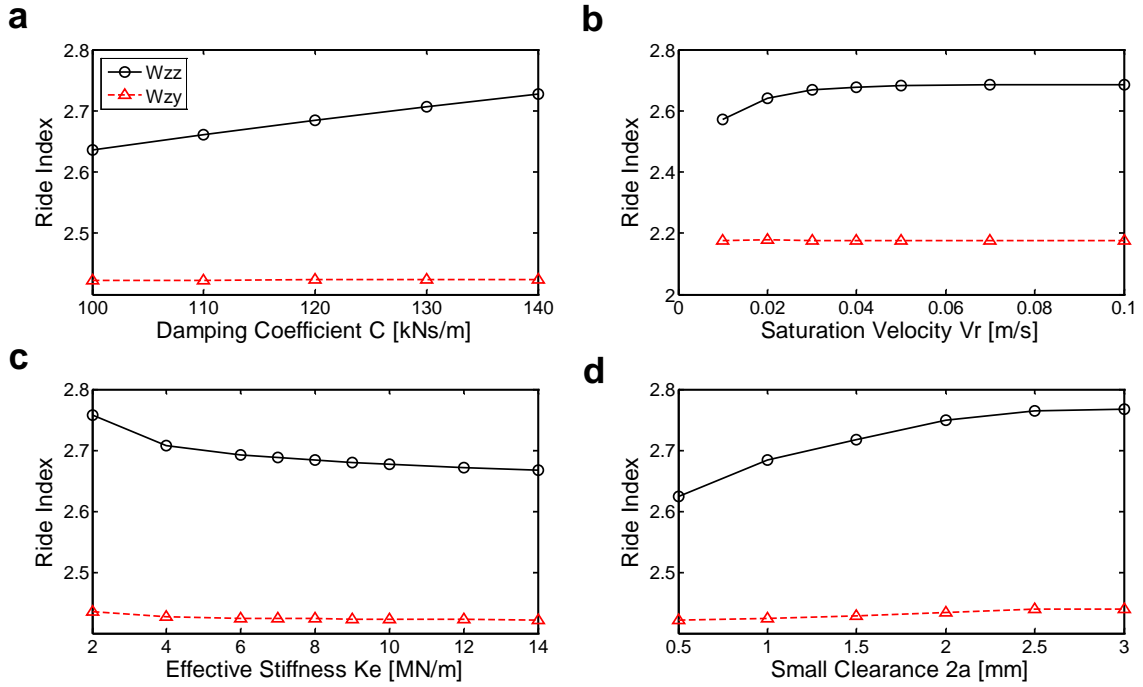 a
2.8
2.7
2.6
2.5
Ride Index
Wzz
Wzy
100 110 120 130 140
Damping Coefficient C [kNs/m]
b
2.8
2.6
2.4
2.2
2
Ride Index
0 0.02 0.04 0.06 0.08 0.1
Saturation Velocity Vr [m/s]
c
2.8
2.7
2.6
2.5
Ride Index
2 4 6 8 10 12 14
Effective Stiffness Ke [MN/m]
d
2.8
2.7
2.6
2.5
Ride Index
0.5 1 1.5 2 2.5 3
Small Clearance 2a [mm]